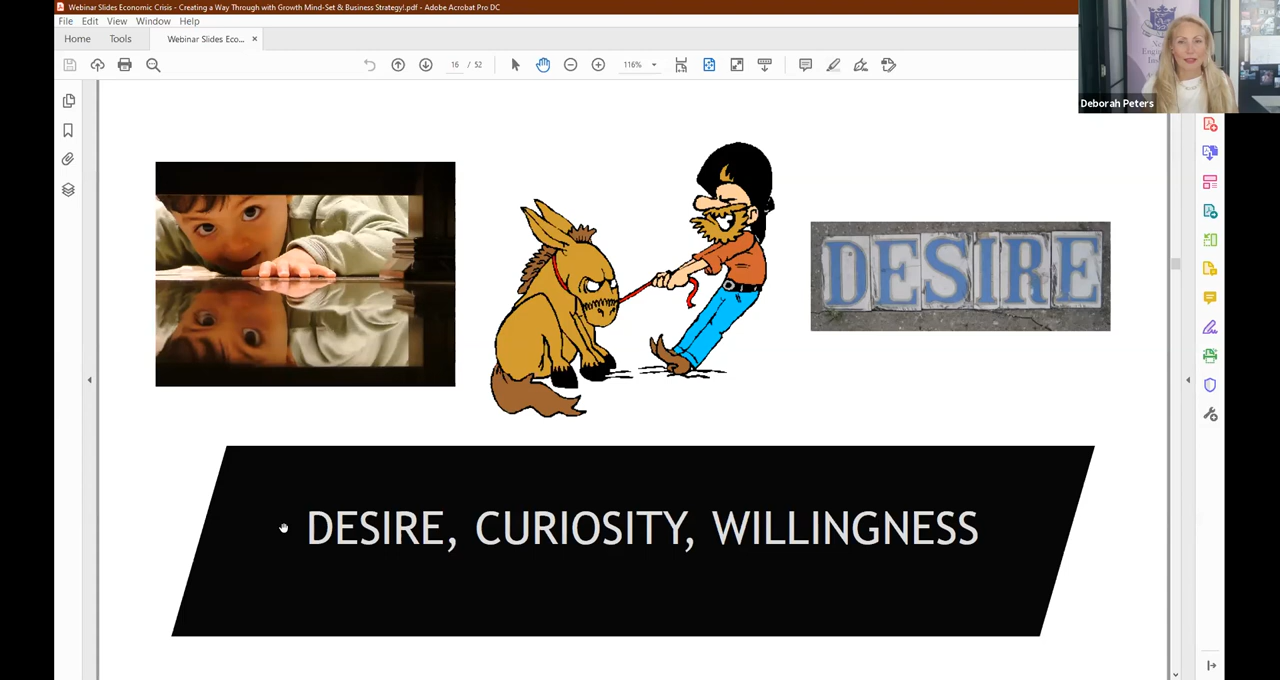 Webinar Slides Economic Crisis - Creating a Way Through with Growth Mind-Set & Business Strategy!.pdf - Adobe Acrobat Pro DC
File Edit View Window Help
Home Tools Webinar Slides Eco... ×
16 / 32 116%
Deborah Peters
DESIRE
• DESIRE, CURIOSITY, WILLINGNESS